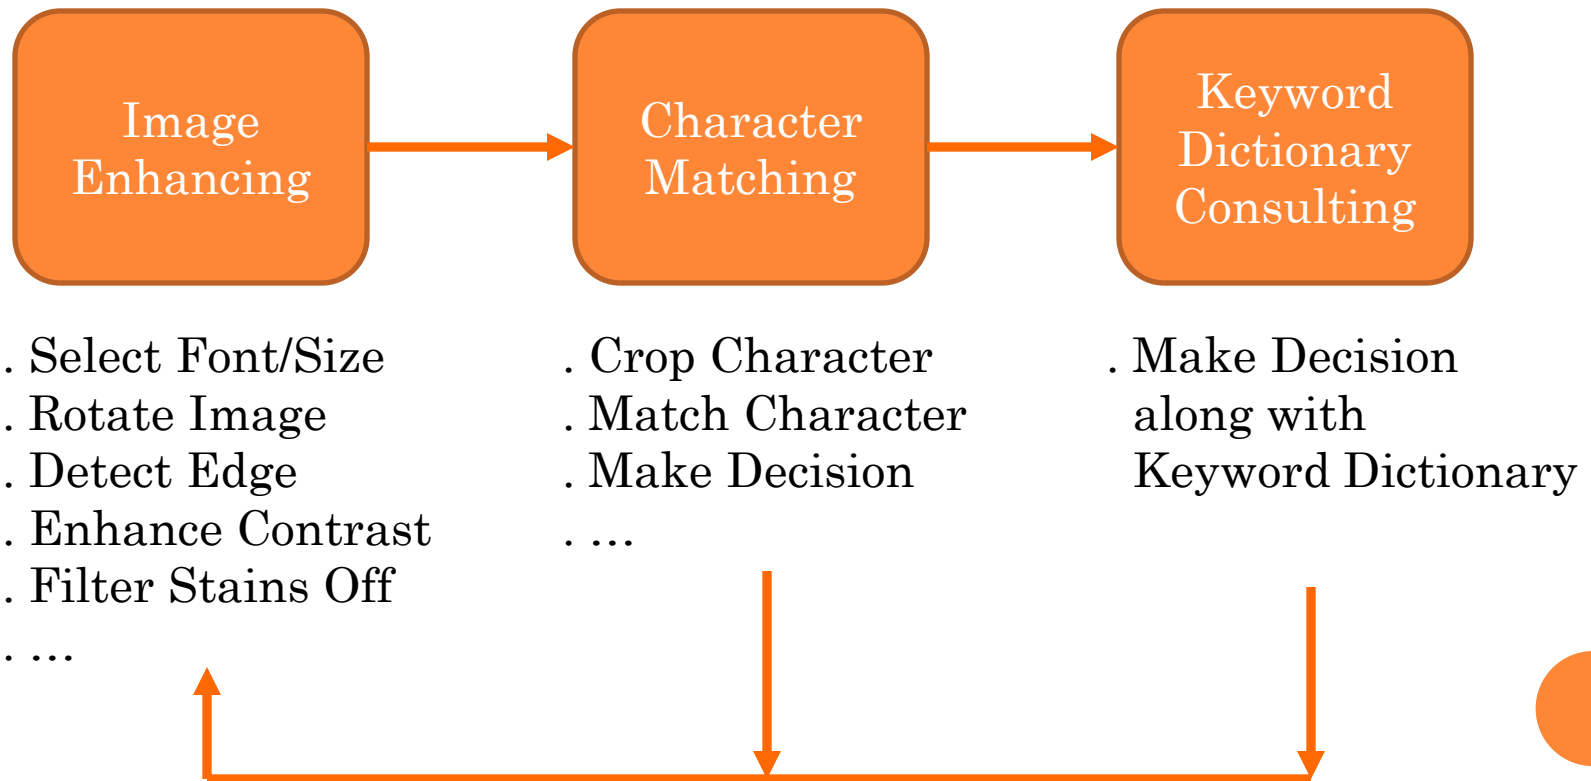 Image
Enhancing
Character
Matching
Keyword
Dictionary
Consulting
. Select Font/Size
. Rotate Image
. Detect Edge
. Enhance Contrast
. Filter Stains Off
. ...
. Crop Character
. Match Character
. Make Decision
. ...
. Make Decision
along with
Keyword Dictionary